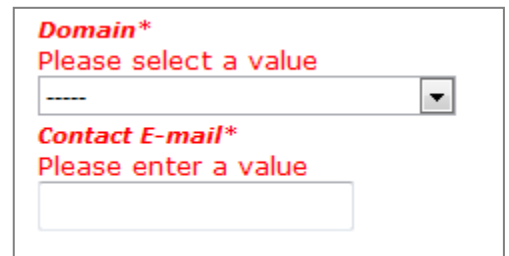 Domain*
Please select a value
-----
Contact E-mail*
Please enter a value